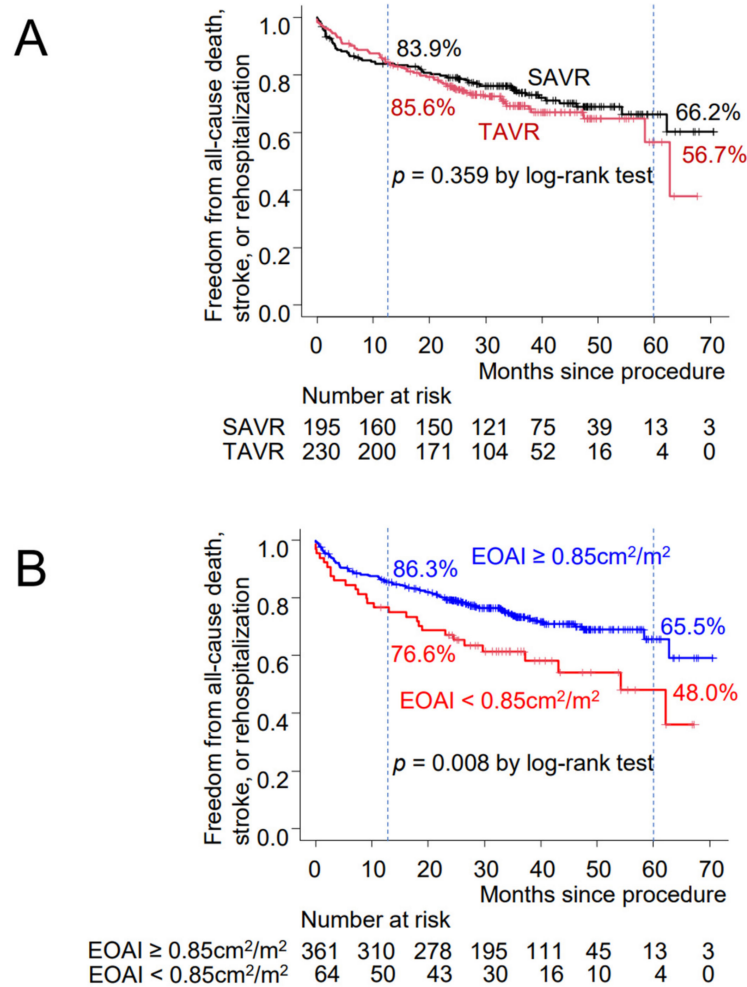 A
Freedom from all-cause death,
stroke, or rehospitalization
1.0
0.8
0.6
0.4
0.2
0.0
83.9%
SAVR
85.6%
TAVR
66.2%
56.7%
p = 0.359 by log-rank test
0 10 20 30 40 50 60 70
Months since procedure
Number at risk
SAVR 195 160 150 121 75 39 13 3
TAVR 230 200 171 104 52 16 4 0
B
Freedom from all-cause death,
stroke, or rehospitalization
1.0
0.8
0.6
0.4
0.2
0.0
86.3%
EOAI ≥ 0.85cm²/m²
65.5%
76.6%
EOAI < 0.85cm²/m²
48.0%
p = 0.008 by log-rank test
0 10 20 30 40 50 60 70
Months since procedure
Number at risk
EOAI ≥ 0.85cm²/m² 361 310 278 195 111 45 13 3
EOAI < 0.85cm²/m² 64 50 43 30 16 10 4 0